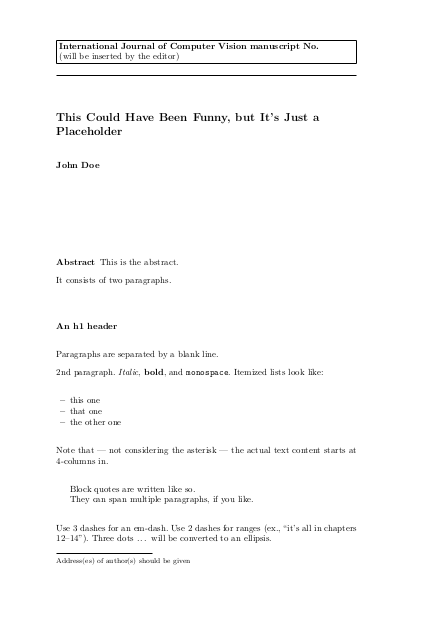 International Journal of Computer Vision manuscript No.
(will be inserted by the editor)
This Could Have Been Funny, but It's Just a
Placeholder
John Doe
Abstract This is the abstract.
It consists of two paragraphs.
An h1 header
Paragraphs are separated by a blank line.
2nd paragraph. Italic, bold, and monospace. Itemized lists look like:
– this one
– that one
– the other one
Note that — not considering the asterisk — the actual text content starts at
4-columns in.
Block quotes are written like so.
They can span multiple paragraphs, if you like.
Use 3 dashes for an em-dash. Use 2 dashes for ranges (ex., “it's all in chapters
12–14”). Three dots … will be converted to an ellipsis.
Address(es) of author(s) should be given